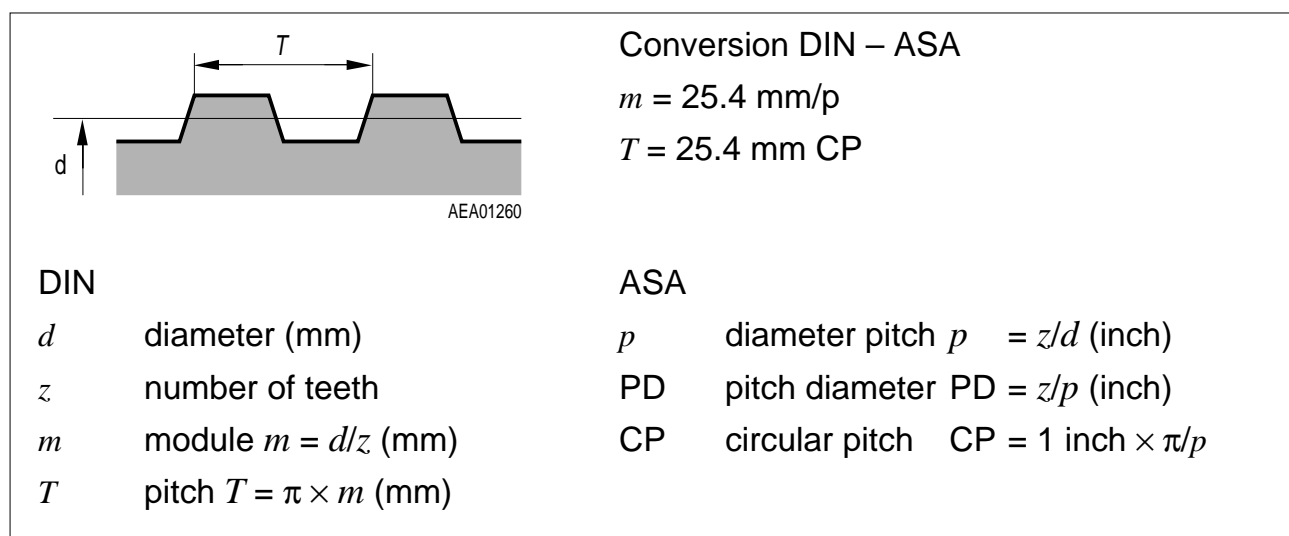 T
d
AEA01260
Conversion DIN – ASA
m = 25.4 mm/p
T = 25.4 mm CP
DIN
d diameter (mm)
z number of teeth
m module m = d/z (mm)
T pitch T = π × m (mm)
ASA
p diameter pitch p = z/d (inch)
PD pitch diameter PD = z/p (inch)
CP circular pitch CP = 1 inch × π/p